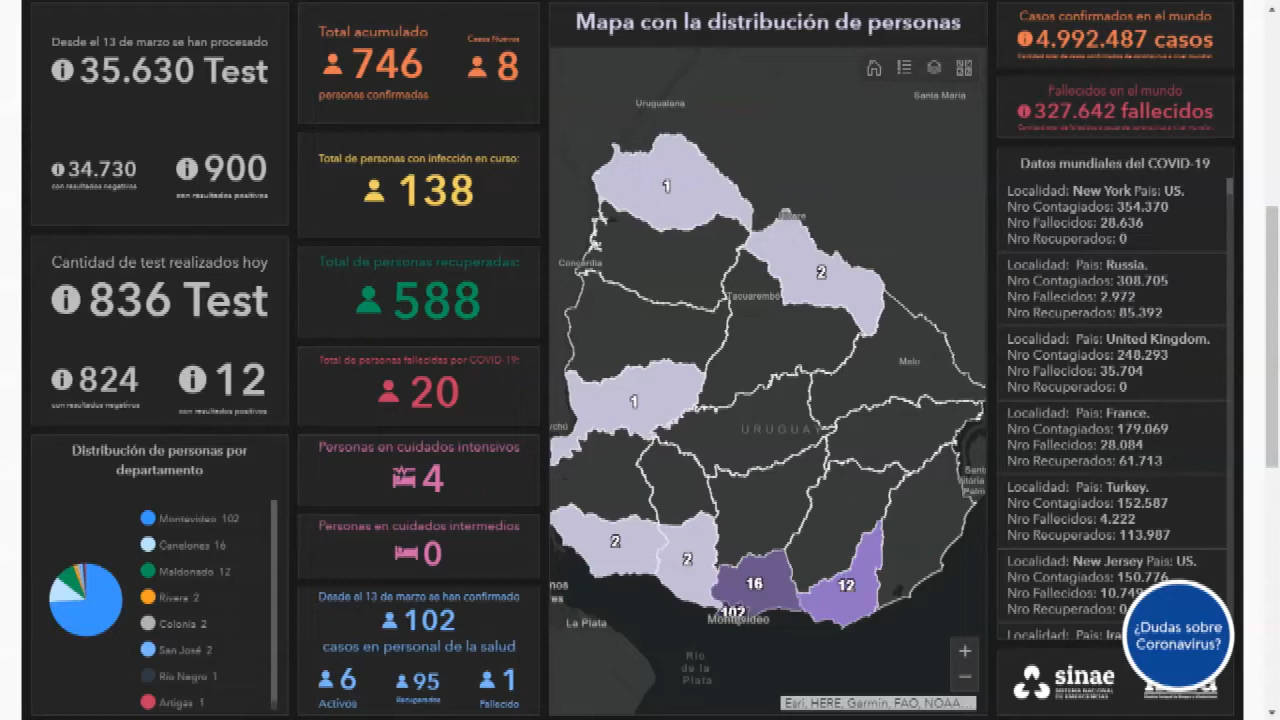 Desde el 13 de marzo se han procesado
35.630 Test
34.730
con resultados negativos
900
con resultados positivos
Cantidad de test realizados hoy
836 Test
824
con resultados negativos
12
con resultados positivos
Distribución de personas por
departamento
Montevideo 102
Canelones 16
Maldonado 12
Rivera 2
Colonia 2
San José 2
Río Negro 1
Artigas 1
Total acumulado
746
personas confirmadas
Casos Nuevos
8
Total de personas con infección en curso:
138
Total de personas recuperadas:
588
Total de personas fallecidas por COVID-19:
20
Personas en cuidados intensivos
4
Personas en cuidados intermedios
0
Desde el 13 de marzo se han confirmado
102
casos en personal de la salud
6
Activos
95
Recuperados
1
Fallecido
Mapa con la distribución de personas
Uruguaiana
Santa Maria
1
Concordia
2
Tacuarembó
Melo
1
URUGUAY
2
2
16
12
102
Montevideo
La Plata
Río
de la
Plata
+
−
Esri, HERE, Garmin, FAO, NOAA...
Casos confirmados en el mundo
4.992.487 casos
Fallecidos en el mundo
327.642 fallecidos
Datos mundiales del COVID-19
Localidad: New York Pais: US.
Nro Contagiados: 354.370
Nro Fallecidos: 28.636
Nro Recuperados: 0
Localidad: Pais: Russia.
Nro Contagiados: 308.705
Nro Fallecidos: 2.972
Nro Recuperados: 85.392
Localidad: Pais: United Kingdom.
Nro Contagiados: 248.293
Nro Fallecidos: 35.704
Nro Recuperados: 0
Localidad: Pais: France.
Nro Contagiados: 179.069
Nro Fallecidos: 28.084
Nro Recuperados: 61.713
Localidad: Pais: Turkey.
Nro Contagiados: 152.587
Nro Fallecidos: 4.222
Nro Recuperados: 113.987
Localidad: New Jersey Pais: US.
Nro Contagiados: 150.776
Nro Fallecidos: 10.749
Nro Recuperados: 0
Localidad: Pais: Ira
¿Dudas sobre
Coronavirus?
sinae
SISTEMA NACIONAL
DE EMERGENCIAS